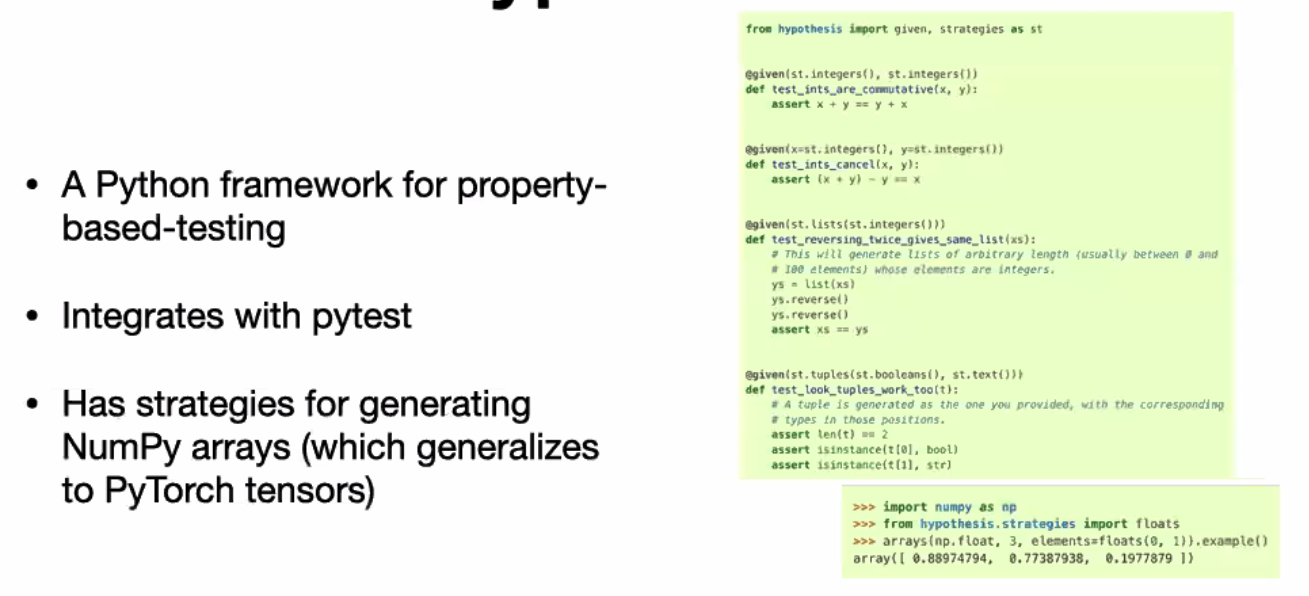 • A Python framework for property-
based-testing
• Integrates with pytest
• Has strategies for generating
NumPy arrays (which generalizes
to PyTorch tensors)
from hypothesis import given, strategies as st
@given(st.integers(), st.integers())
def test_ints_are_commutative(x, y):
    assert x + y == y + x
@given(x=st.integers(), y=st.integers())
def test_ints_cancel(x, y):
    assert (x + y) - y == x
@given(st.lists(st.integers()))
def test_reversing_twice_gives_same_list(xs):
    # This will generate lists of arbitrary length (usually between 0 and
    # 100 elements) whose elements are integers.
    ys = list(xs)
    ys.reverse()
    ys.reverse()
    assert xs == ys
@given(st.tuples(st.booleans(), st.text()))
def test_look_tuples_work_too(t):
    # A tuple is generated as the one you provided, with the corresponding
    # types in those positions.
    assert len(t) == 2
    assert isinstance(t[0], bool)
    assert isinstance(t[1], str)
>>> import numpy as np
>>> from hypothesis.strategies import floats
>>> arrays(np.float, 3, elements=floats(0, 1)).example()
array([ 0.88974794,  0.77387938,  0.1977879 ])